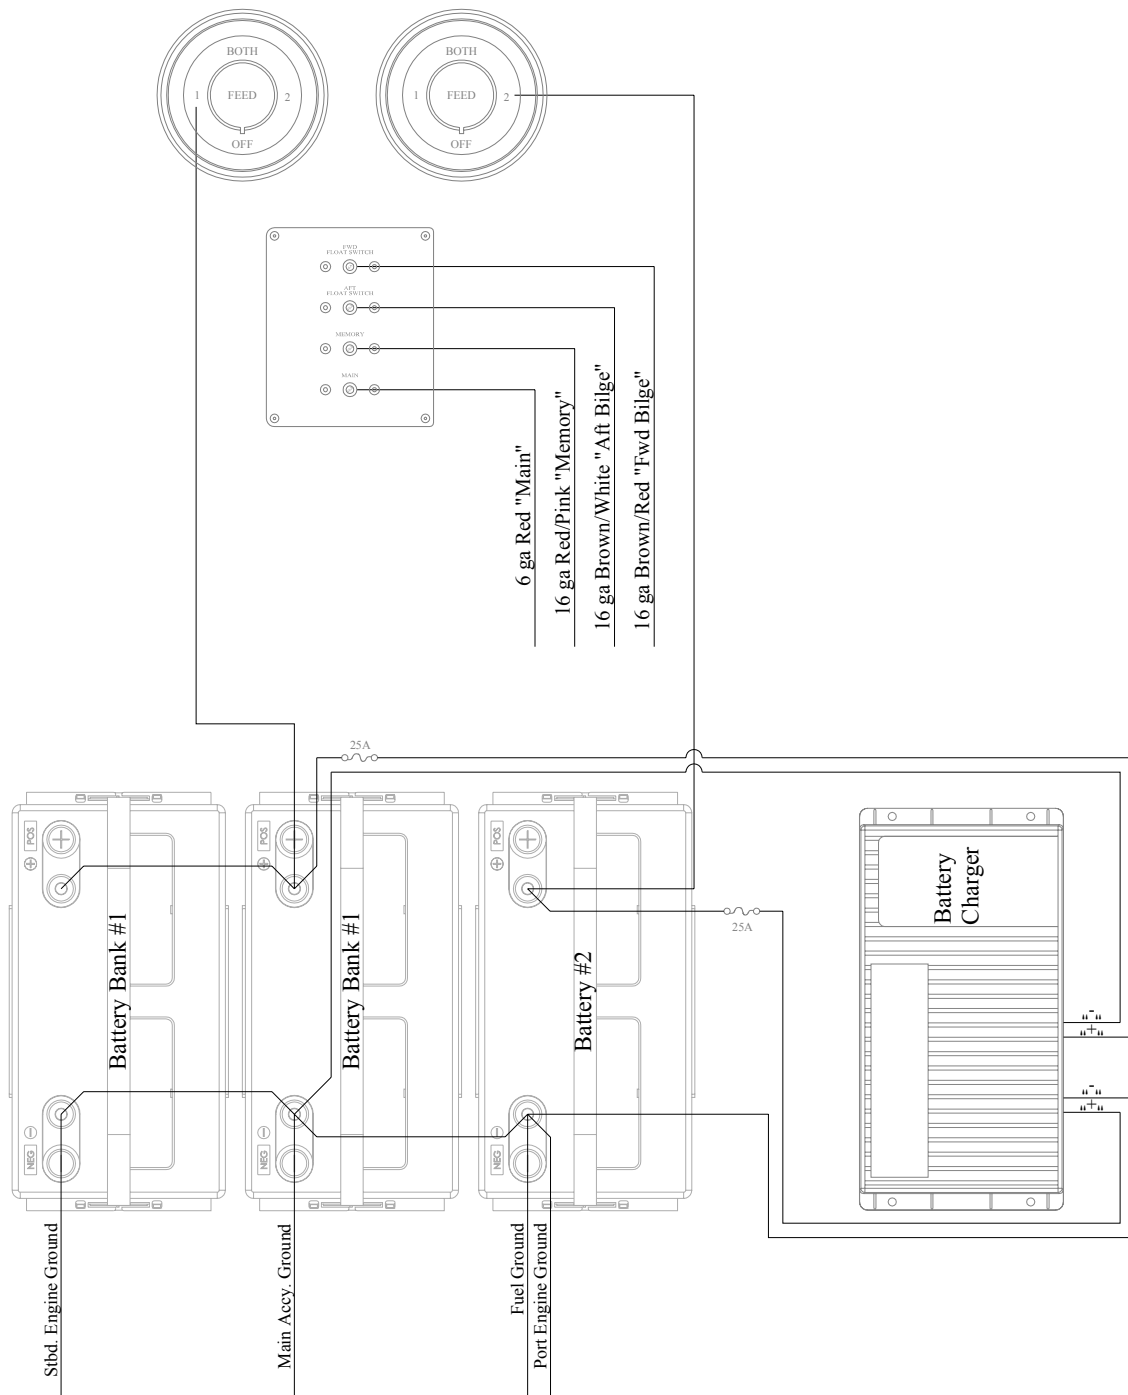 BOTH
1 FEED 2
OFF
BOTH
1 FEED 2
OFF
FWD
FLOAT SWITCH
AFT
FLOAT SWITCH
MEMORY
MAIN
6 ga Red "Main"
16 ga Red/Pink "Memory"
16 ga Brown/White "Aft Bilge"
16 ga Brown/Red "Fwd Bilge"
25A
POS
+
Battery Bank #1
NEG
-
POS
+
Battery Bank #1
NEG
-
POS
+
Battery #2
NEG
-
25A
Battery
Charger
"-"
"+"
"-"
"+"
Stbd. Engine Ground
Main Accy. Ground
Fuel Ground
Port Engine Ground